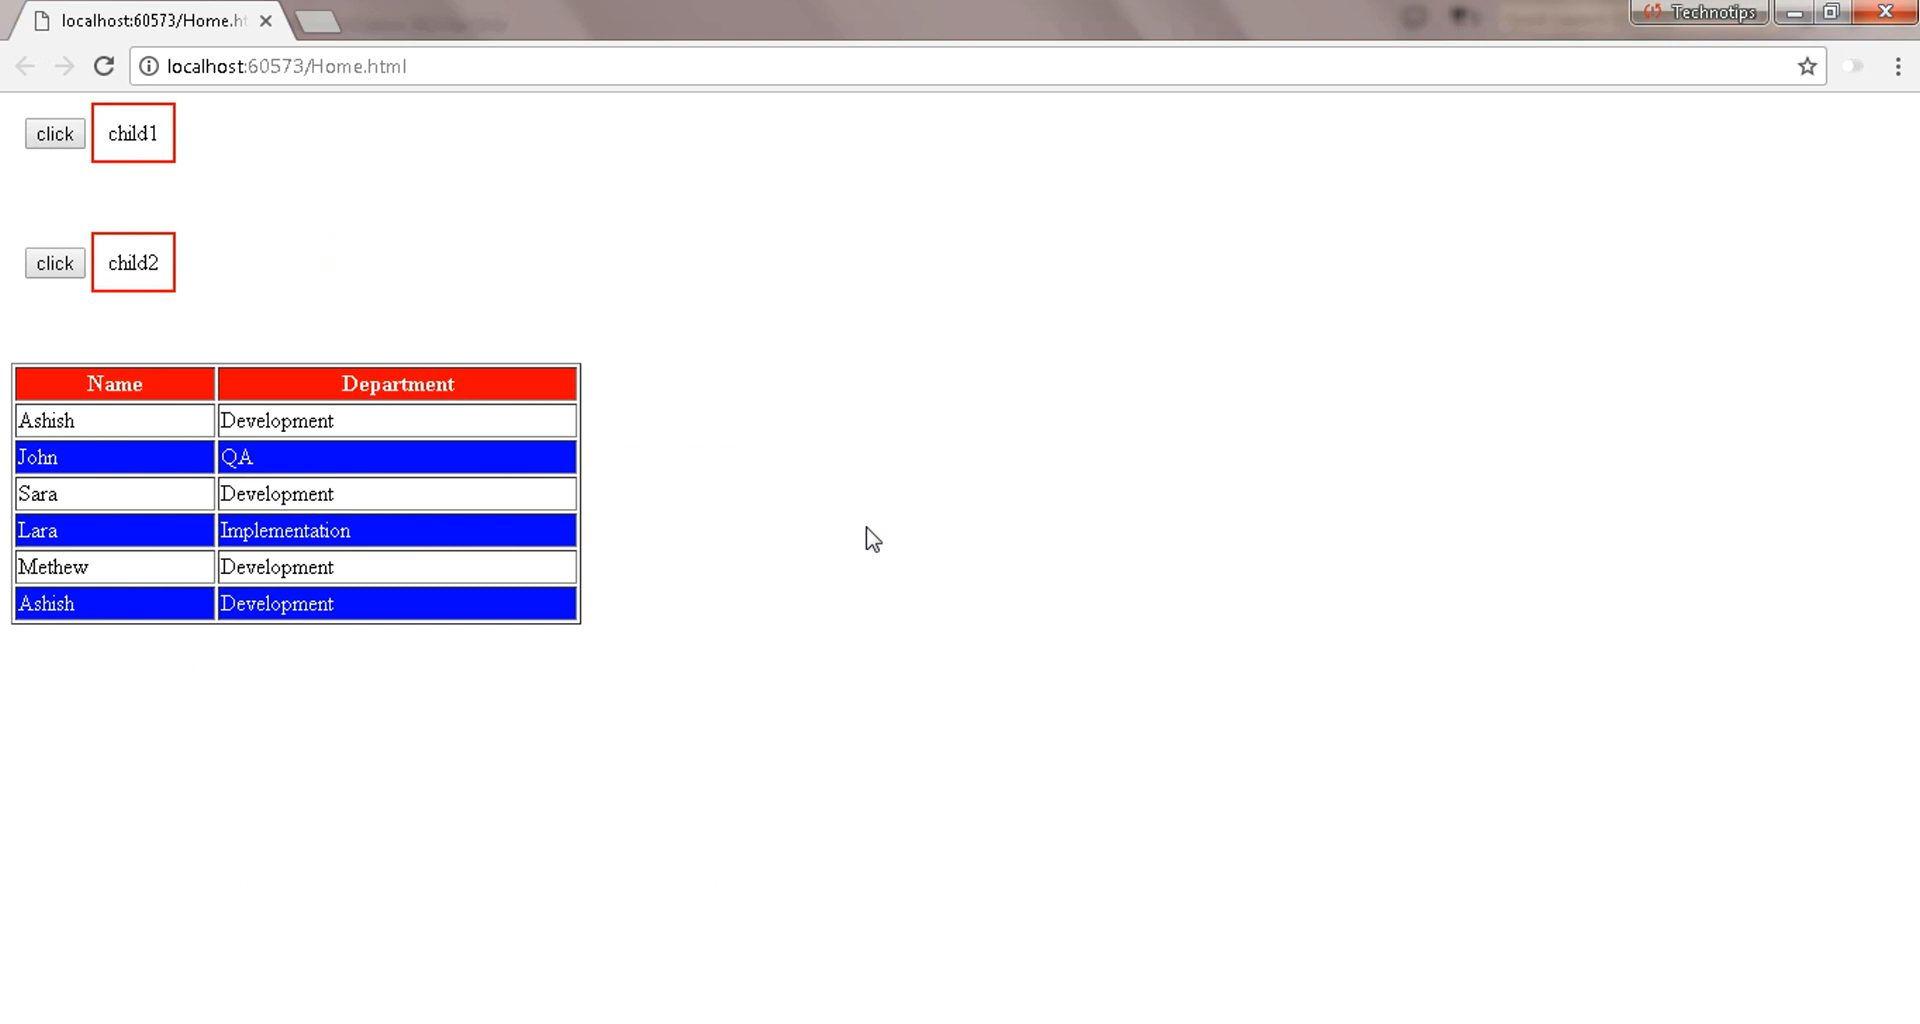 localhost:60573/Home.ht
Technotips
localhost:60573/Home.html
click child1
click child2
Name Department
Ashish Development
John QA
Sara Development
Lara Implementation
Methew Development
Ashish Development